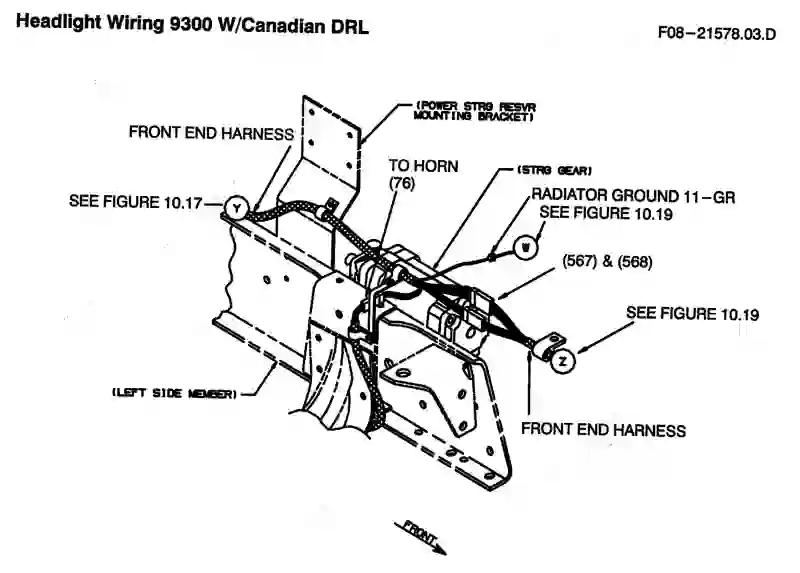 Headlight Wiring 9300 W/Canadian DRL
F08-21578.03.D
(POWER STRG RESVR
MOUNTING BRACKET)
FRONT END HARNESS
TO HORN
(76)
(STRG GEAR)
SEE FIGURE 10.17
Y
RADIATOR GROUND 11-GR
SEE FIGURE 10.19
W
(567) & (568)
SEE FIGURE 10.19
Z
(LEFT SIDE MEMBER)
FRONT END HARNESS
FRONT